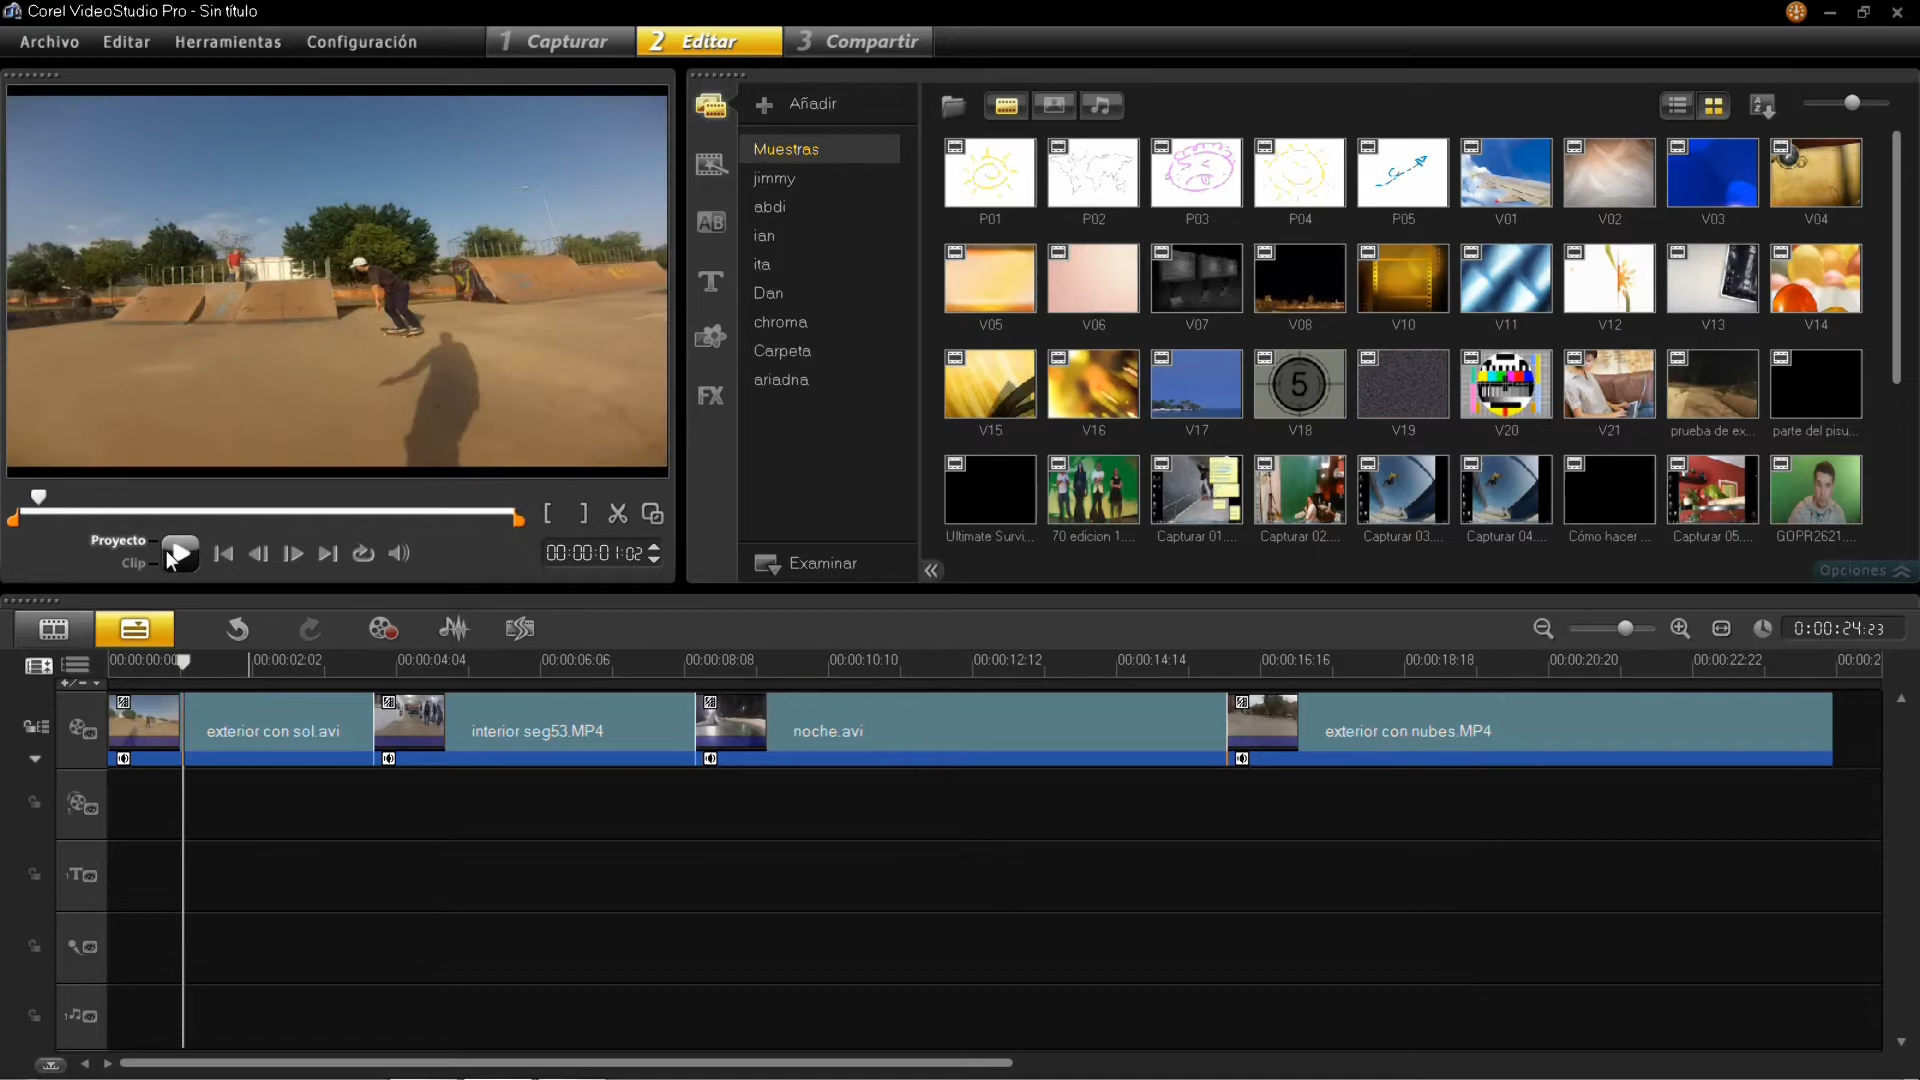 Corel VideoStudio Pro - Sin título
Archivo Editar Herramientas Configuración 1 Capturar 2 Editar 3 Compartir
Añadir
Muestras
jimmy
abdi
ian
ita
Dan
chroma
Carpeta
ariadna
Examinar
AB
T
FX
P01 P02 P03 P04 P05 V01 V02 V03 V04
V05 V06 V07 V08 V10 V11 V12 V13 V14
5
V15 V16 V17 V18 V19 V20 V21 prueba de ex... parte del pisu...
Ultimate Survi... 70 edicion 1.... Capturar 01.... Capturar 02.... Capturar 03.... Capturar 04.... Cómo hacer ... Capturar 05.... GOPR2621....
Opciones
Proyecto
Clip
00:00:01:02
0:00:24:23
00:00:00:00 00:00:02:02 00:00:04:04 00:00:06:06 00:00:08:08 00:00:10:10 00:00:12:12 00:00:14:14 00:00:16:16 00:00:18:18 00:00:20:20 00:00:22:22 00:00:2
exterior con sol.avi interior seg53.MP4 noche.avi exterior con nubes.MP4